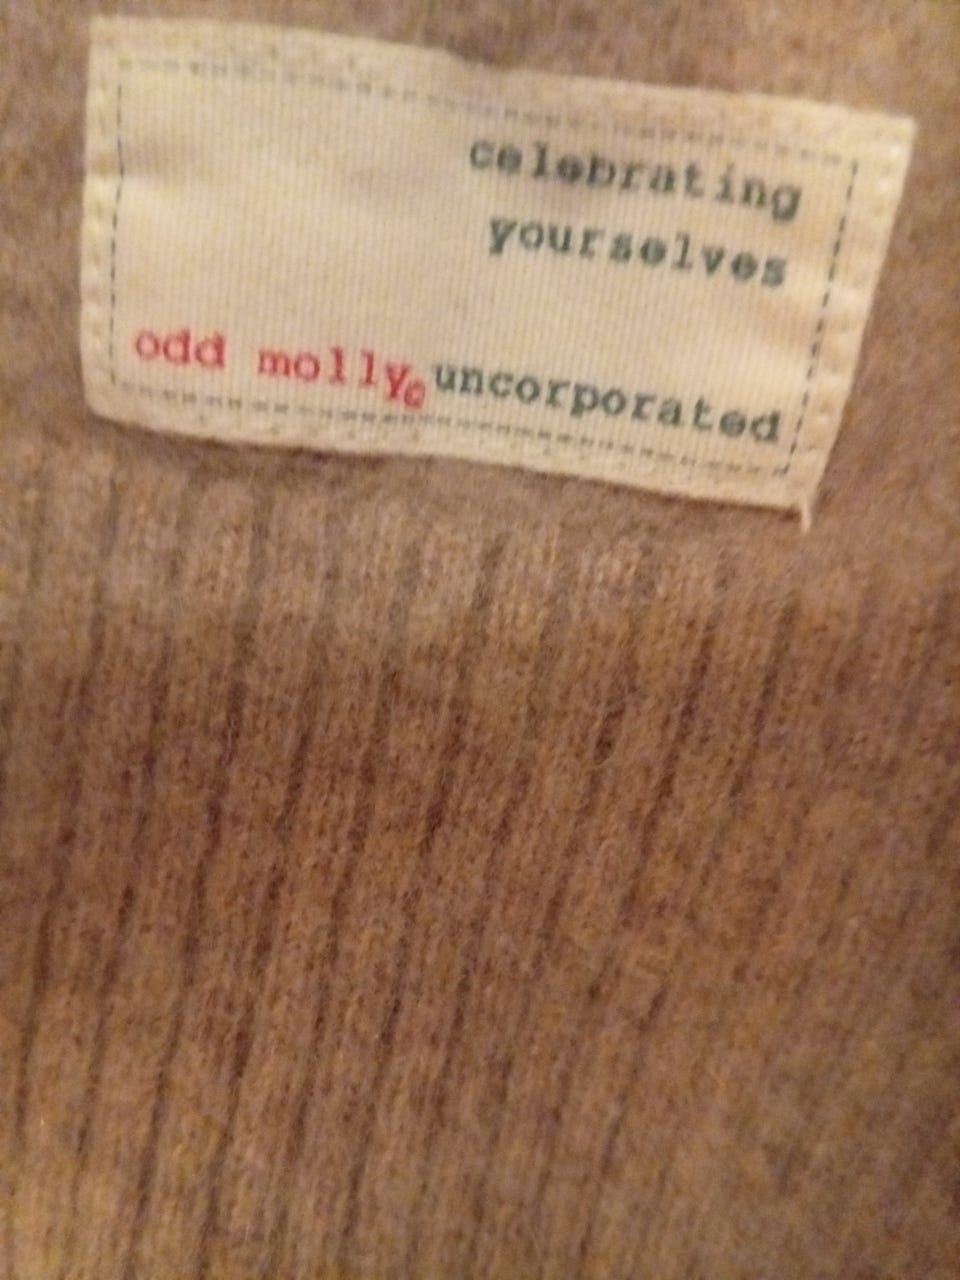 celebrating
yourselves
odd molly© uncorporated